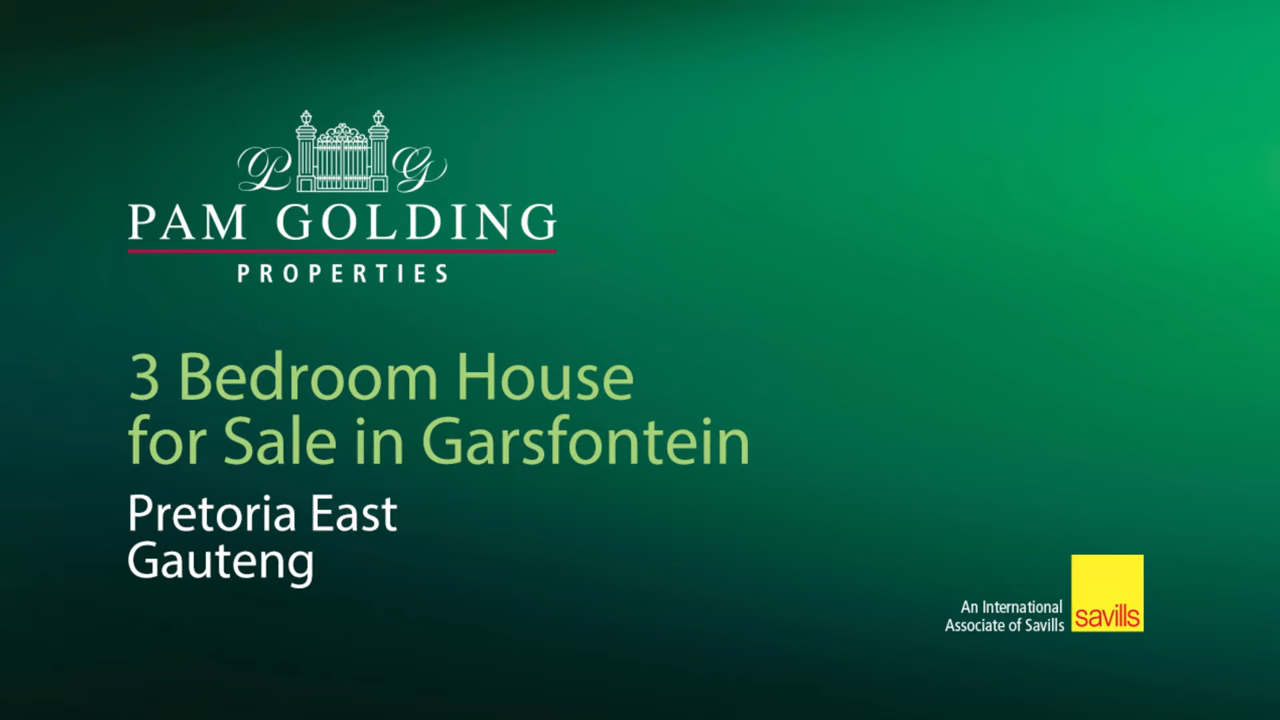 P G
PAM GOLDING
PROPERTIES
3 Bedroom House
for Sale in Garsfontein
Pretoria East
Gauteng
An International
Associate of Savills
savills